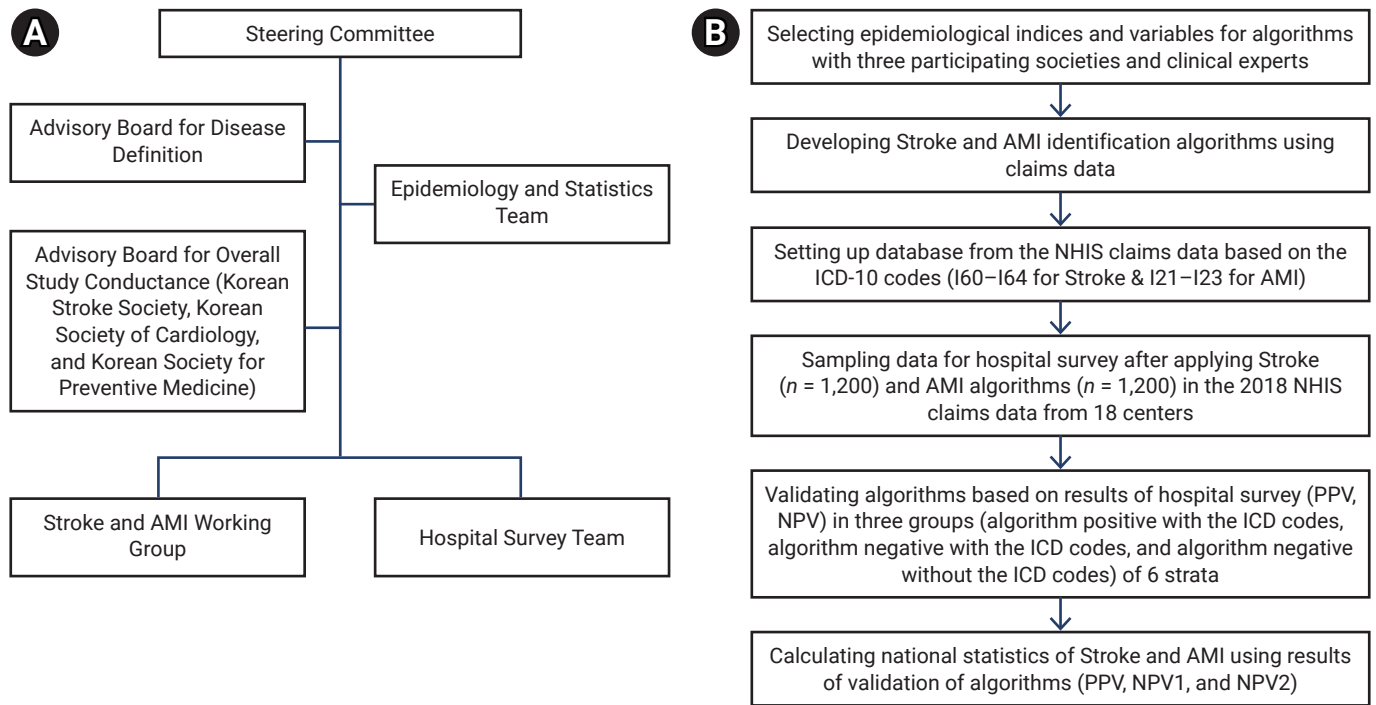 A
Steering Committee
Advisory Board for Disease
Definition
Epidemiology and Statistics
Team
Advisory Board for Overall
Study Conductance (Korean
Stroke Society, Korean
Society of Cardiology,
and Korean Society for
Preventive Medicine)
Stroke and AMI Working
Group
Hospital Survey Team
B
Selecting epidemiological indices and variables for algorithms
with three participating societies and clinical experts
Developing Stroke and AMI identification algorithms using
claims data
Setting up database from the NHIS claims data based on the
ICD-10 codes (I60–I64 for Stroke & I21–I23 for AMI)
Sampling data for hospital survey after applying Stroke
(n = 1,200) and AMI algorithms (n = 1,200) in the 2018 NHIS
claims data from 18 centers
Validating algorithms based on results of hospital survey (PPV,
NPV) in three groups (algorithm positive with the ICD codes,
algorithm negative with the ICD codes, and algorithm negative
without the ICD codes) of 6 strata
Calculating national statistics of Stroke and AMI using results
of validation of algorithms (PPV, NPV1, and NPV2)